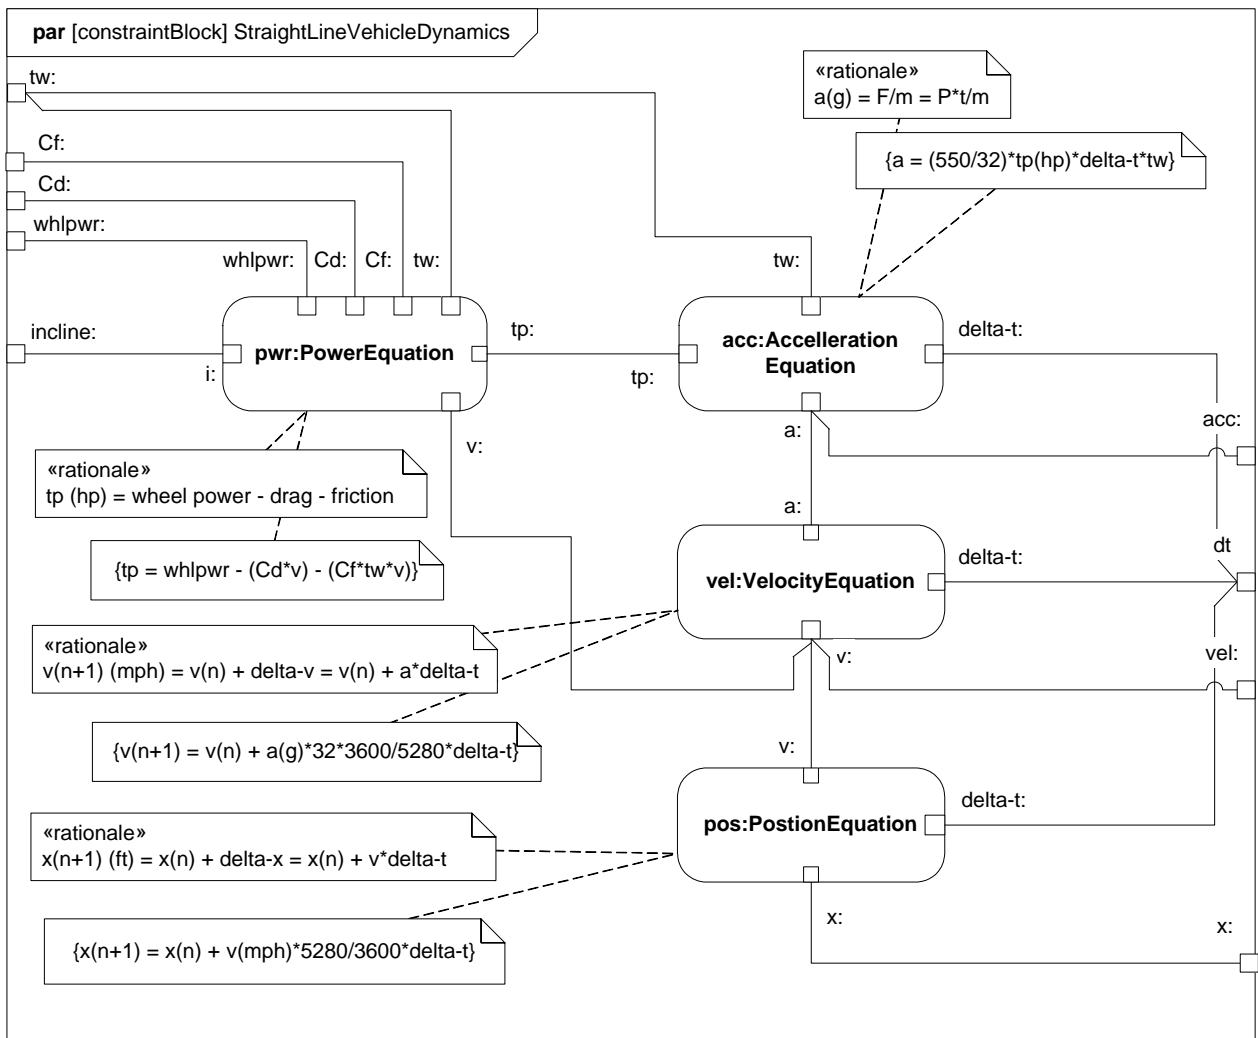 par [constraintBlock] StraightLineVehicleDynamics
tw:
«rationale»
a(g) = F/m = P*t/m
Cf:
{a = (550/32)*tp(hp)*delta-t*tw}
Cd:
whlpwr:
whlpwr:
Cd:
Cf:
tw:
tw:
incline:
i:
pwr:PowerEquation
tp:
tp:
acc:Accelleration
Equation
delta-t:
v:
a:
acc:
«rationale»
tp (hp) = wheel power - drag - friction
a:
{tp = whlpwr - (Cd*v) - (Cf*tw*v)}
vel:VelocityEquation
delta-t:
dt
«rationale»
v(n+1) (mph) = v(n) + delta-v = v(n) + a*delta-t
v:
vel:
{v(n+1) = v(n) + a(g)*32*3600/5280*delta-t}
v:
«rationale»
x(n+1) (ft) = x(n) + delta-x = x(n) + v*delta-t
pos:PostionEquation
delta-t:
{x(n+1) = x(n) + v(mph)*5280/3600*delta-t}
x:
x: